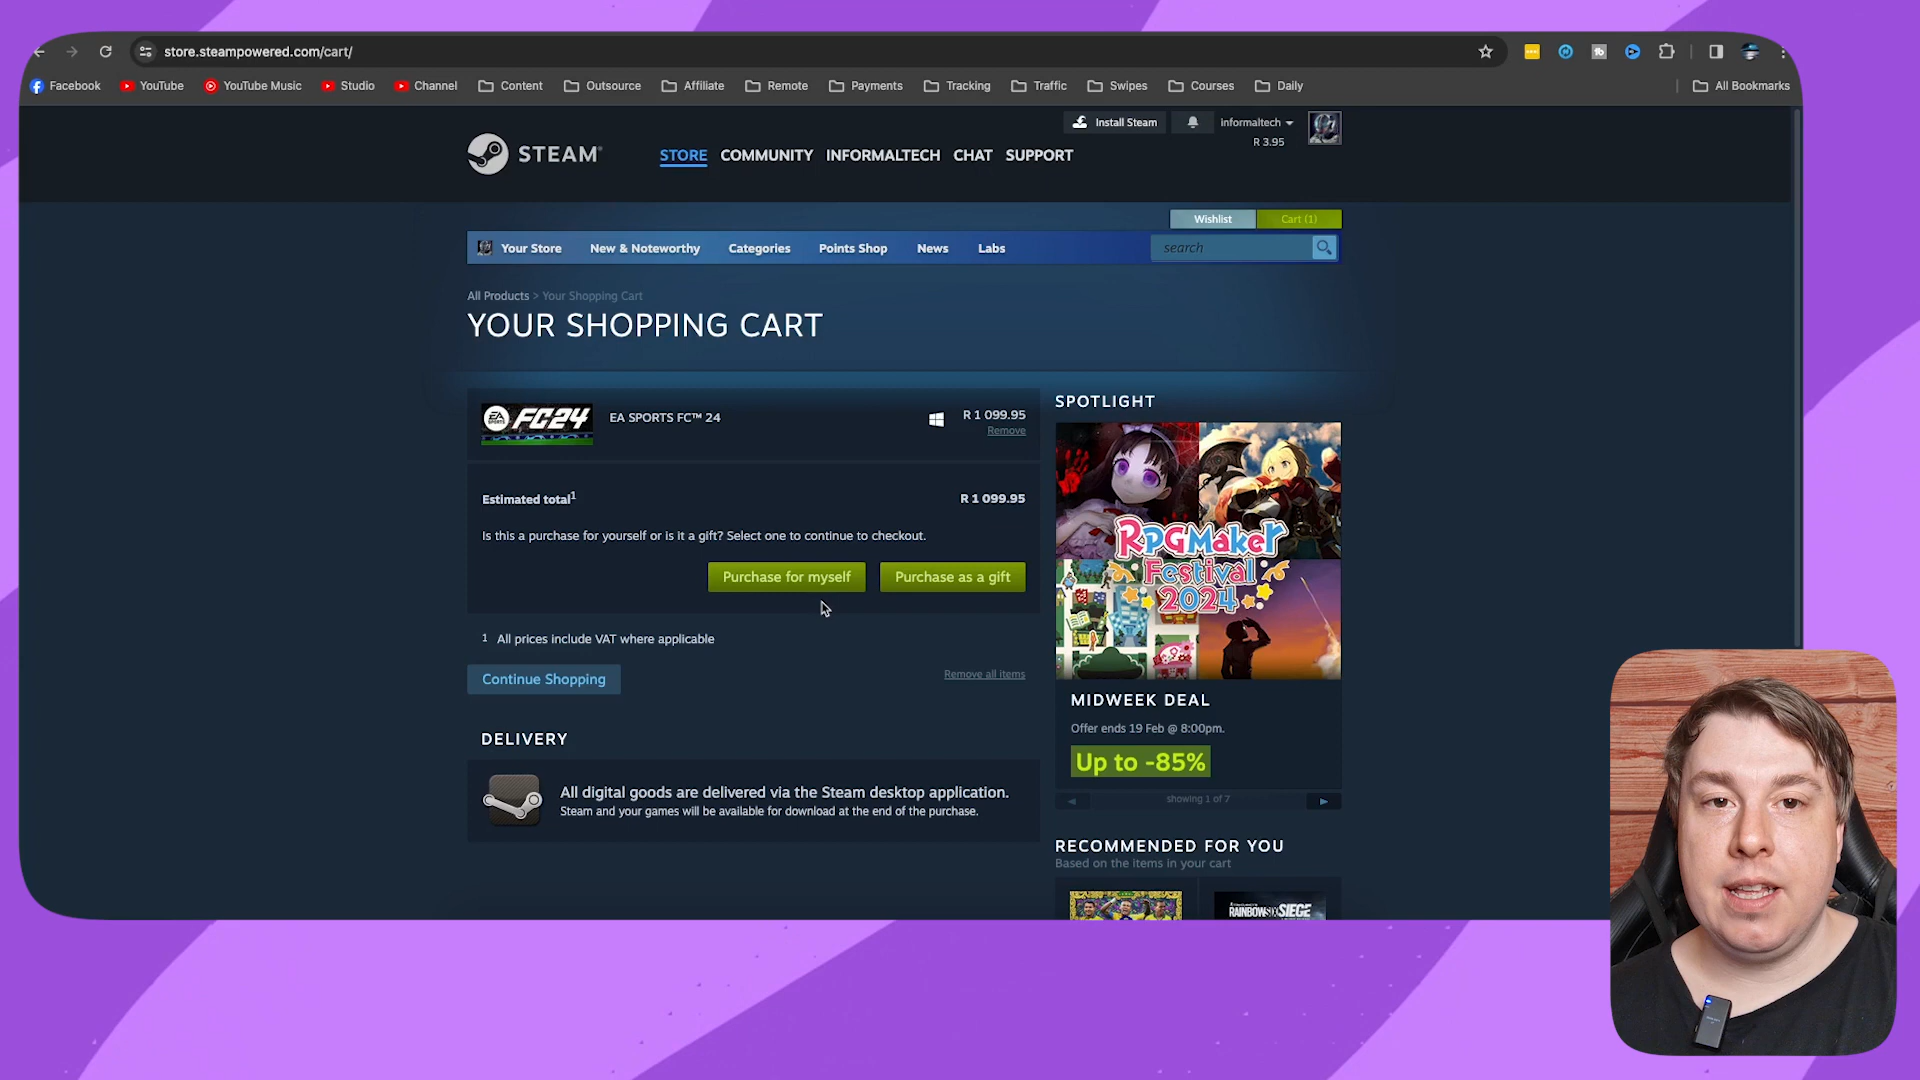 store.steampowered.com/cart/
Facebook YouTube YouTube Music Studio Channel Content Outsource Affiliate Remote Payments Tracking Traffic Swipes Courses Daily All Bookmarks
Install Steam informaltech
R 3.95
STEAM STORE COMMUNITY INFORMALTECH CHAT SUPPORT
Wishlist Cart (1)
Your Store New & Noteworthy Categories Points Shop News Labs search
All Products > Your Shopping Cart
YOUR SHOPPING CART
EA SPORTS FC24
EA SPORTS FC™ 24 R 1 099.95
Remove
Estimated total¹ R 1 099.95
Is this a purchase for yourself or is it a gift? Select one to continue to checkout.
Purchase for myself Purchase as a gift
1 All prices include VAT where applicable
Continue Shopping Remove all items
DELIVERY
All digital goods are delivered via the Steam desktop application.
Steam and your games will be available for download at the end of the purchase.
SPOTLIGHT
RPGMaker
Festival
2024
MIDWEEK DEAL
Offer ends 19 Feb @ 8:00pm.
Up to -85%
showing 1 of 7
RECOMMENDED FOR YOU
Based on the items in your cart
RAINBOWSIX SIEGE